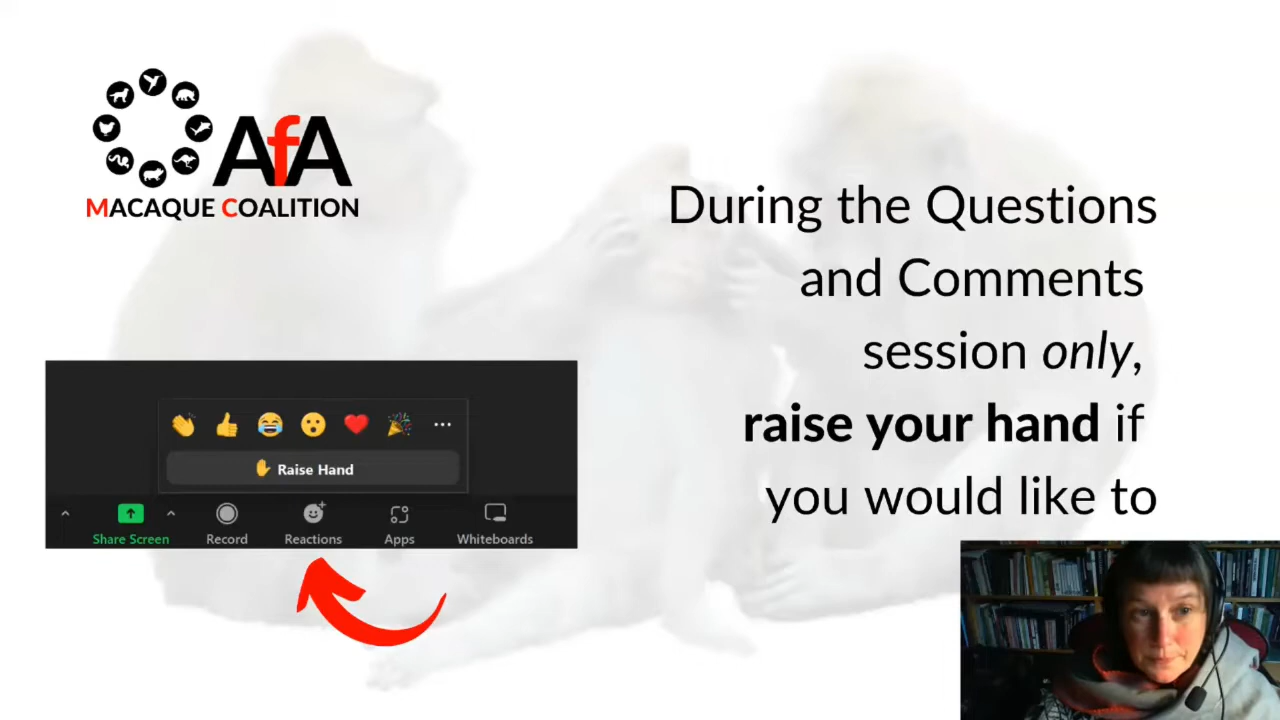 AfA
MACAQUE COALITION
During the Questions
and Comments
session only,
raise your hand if
you would like to
Raise Hand
Share Screen
Record
Reactions
Apps
Whiteboards